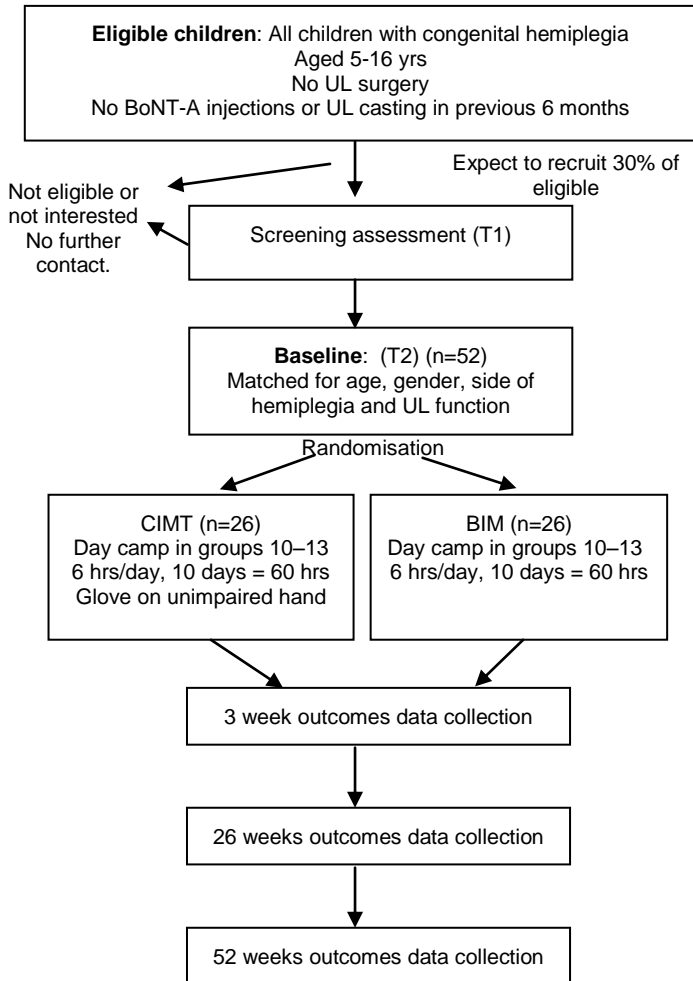 Eligible children: All children with congenital hemiplegia
Aged 5-16 yrs
No UL surgery
No BoNT-A injections or UL casting in previous 6 months
Expect to recruit 30% of
eligible
Not eligible or
not interested
No further
contact.
Screening assessment (T1)
Baseline: (T2) (n=52)
Matched for age, gender, side of
hemiplegia and UL function
Randomisation
CIMT (n=26)
Day camp in groups 10–13
6 hrs/day, 10 days = 60 hrs
Glove on unimpaired hand
BIM (n=26)
Day camp in groups 10–13
6 hrs/day, 10 days = 60 hrs
3 week outcomes data collection
26 weeks outcomes data collection
52 weeks outcomes data collection